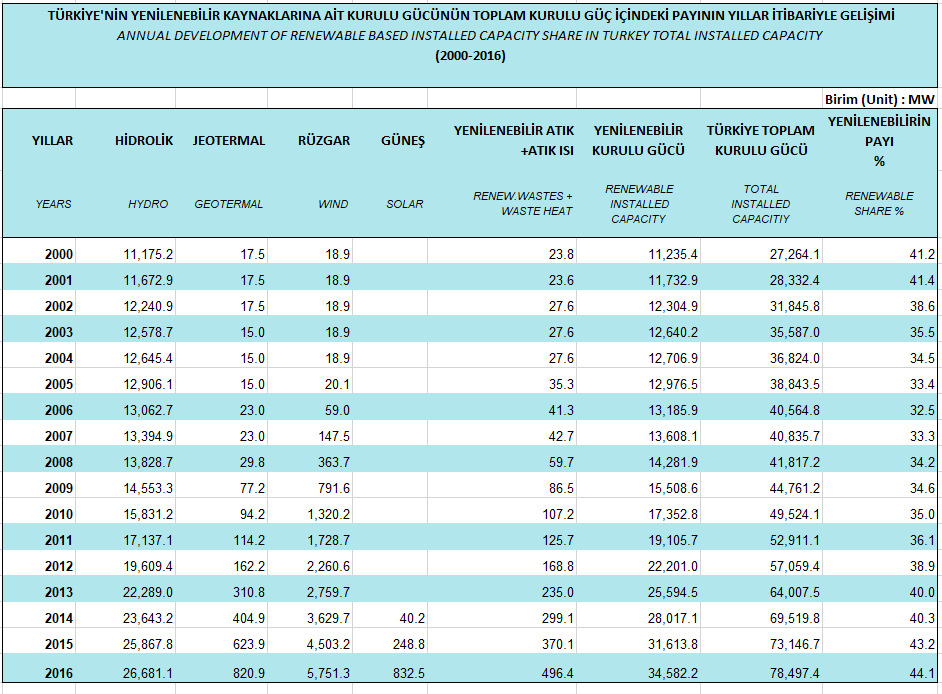 TÜRKİYE'NİN YENİLENEBİLİR KAYNAKLARINA AİT KURULU GÜCÜNÜN TOPLAM KURULU GÜÇ İÇİNDEKİ PAYININ YILLAR İTİBARİYLE GELİŞİMİ
ANNUAL DEVELOPMENT OF RENEWABLE BASED INSTALLED CAPACITY SHARE IN TURKEY TOTAL INSTALLED CAPACITY
(2000-2016)
Birim (Unit) : MW
YILLAR HİDROLİK JEOTERMAL RÜZGAR GÜNEŞ YENİLENEBİLİR ATIK +ATIK ISI YENİLENEBİLİR KURULU GÜCÜ TÜRKİYE TOPLAM KURULU GÜCÜ YENİLENEBİLİRİN PAYI %
YEARS HYDRO GEOTERMAL WIND SOLAR RENEW.WASTES + WASTE HEAT RENEWABLE INSTALLED CAPACITY TOTAL INSTALLED CAPACITIY RENEWABLE SHARE %
2000 11,175.2 17.5 18.9 23.8 11,235.4 27,264.1 41.2
2001 11,672.9 17.5 18.9 23.6 11,732.9 28,332.4 41.4
2002 12,240.9 17.5 18.9 27.6 12,304.9 31,845.8 38.6
2003 12,578.7 15.0 18.9 27.6 12,640.2 35,587.0 35.5
2004 12,645.4 15.0 18.9 27.6 12,706.9 36,824.0 34.5
2005 12,906.1 15.0 20.1 35.3 12,976.5 38,843.5 33.4
2006 13,062.7 23.0 59.0 41.3 13,185.9 40,564.8 32.5
2007 13,394.9 23.0 147.5 42.7 13,608.1 40,835.7 33.3
2008 13,828.7 29.8 363.7 59.7 14,281.9 41,817.2 34.2
2009 14,553.3 77.2 791.6 86.5 15,508.6 44,761.2 34.6
2010 15,831.2 94.2 1,320.2 107.2 17,352.8 49,524.1 35.0
2011 17,137.1 114.2 1,728.7 125.7 19,105.7 52,911.1 36.1
2012 19,609.4 162.2 2,260.6 168.8 22,201.0 57,059.4 38.9
2013 22,289.0 310.8 2,759.7 235.0 25,594.5 64,007.5 40.0
2014 23,643.2 404.9 3,629.7 40.2 299.1 28,017.1 69,519.8 40.3
2015 25,867.8 623.9 4,503.2 248.8 370.1 31,613.8 73,146.7 43.2
2016 26,681.1 820.9 5,751.3 832.5 496.4 34,582.2 78,497.4 44.1